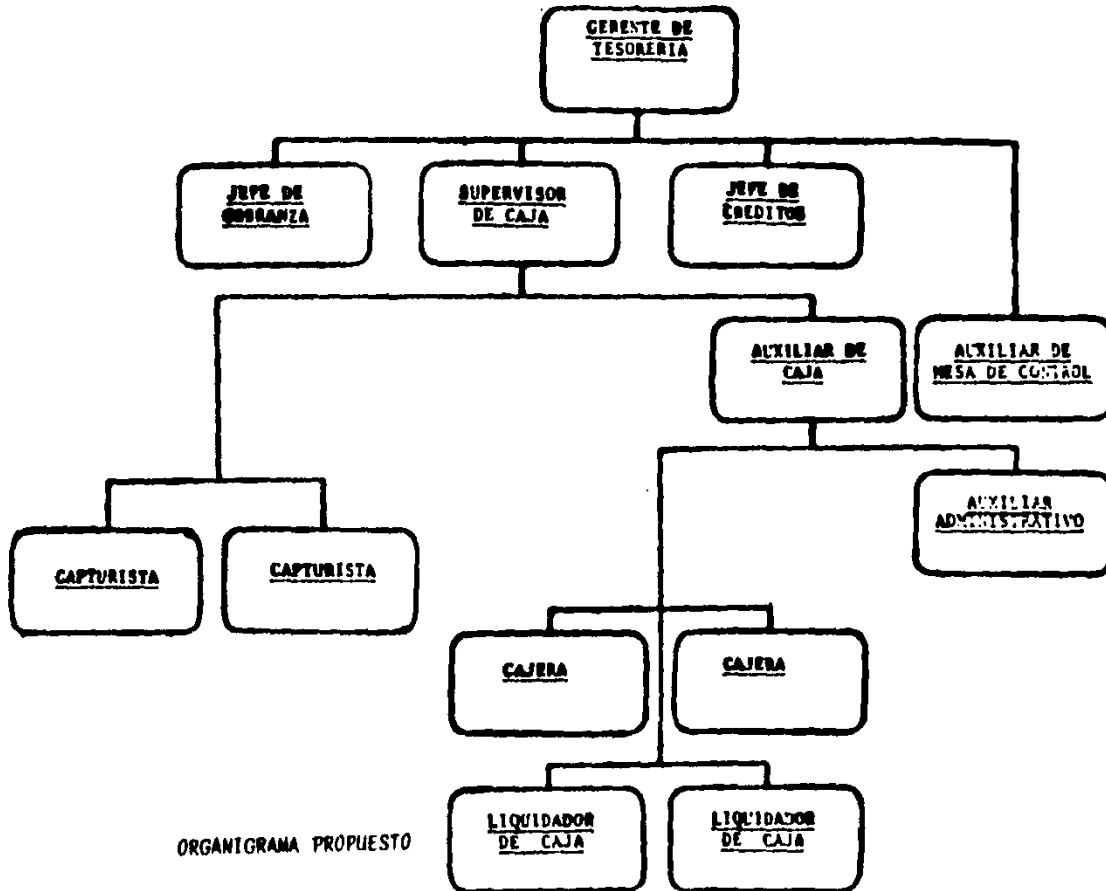 GERENTE DE
TESORERIA
JEFE DE
COBRANZA
SUPERVISOR
DE CAJA
JEFE DE
CREDITOS
AUXILIAR DE
CAJA
AUXILIAR DE
MESA DE CONTROL
AUXILIAR
ADMINISTRATIVO
CAPTURISTA
CAPTURISTA
CAJERA
CAJERA
LIQUIDADOR
DE CAJA
LIQUIDADOR
DE CAJA
ORGANIGRAMA PROPUESTO